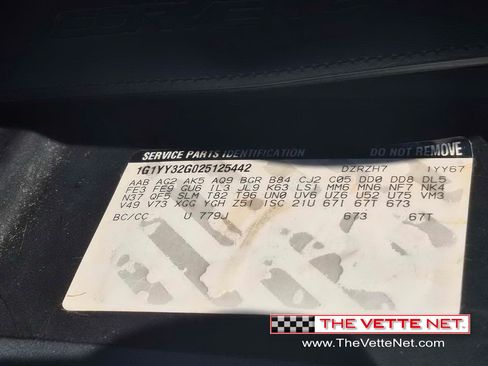 CORVETTE
SERVICE PARTS IDENTIFICATION DO NOT REMOVE
1G1YY32G025125442 DZRZH7 1YY67
AAB AG2 AK5 AQ9 BGR B84 CJ2 C05 DD0 DD8 DL5
FE3 FE9 GU6 IL3 JL9 K63 LS1 MM6 MN6 NF7 NK4
N37 QF5 SLM T82 T96 UN0 UV6 UZ6 U52 U75 VM3
V49 V73 XGG YGH Z51 1SC 21U 67I 67T 673
BC/CC U 779J 673 67T
THE VETTE NET.
www.TheVetteNet.com